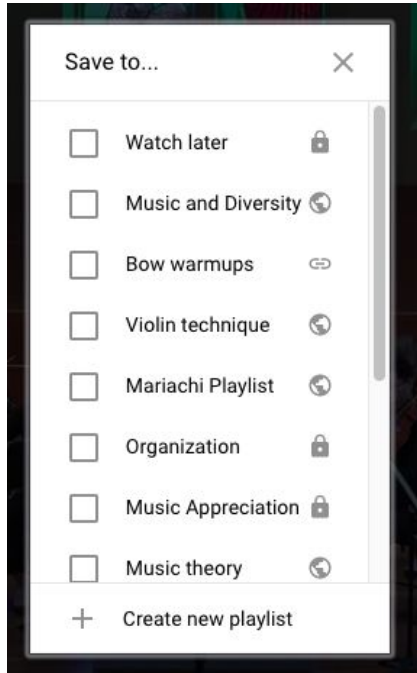 Save to...
Watch later
Music and Diversity
Bow warmups
Violin technique
Mariachi Playlist
Organization
Music Appreciation
Music theory
Create new playlist